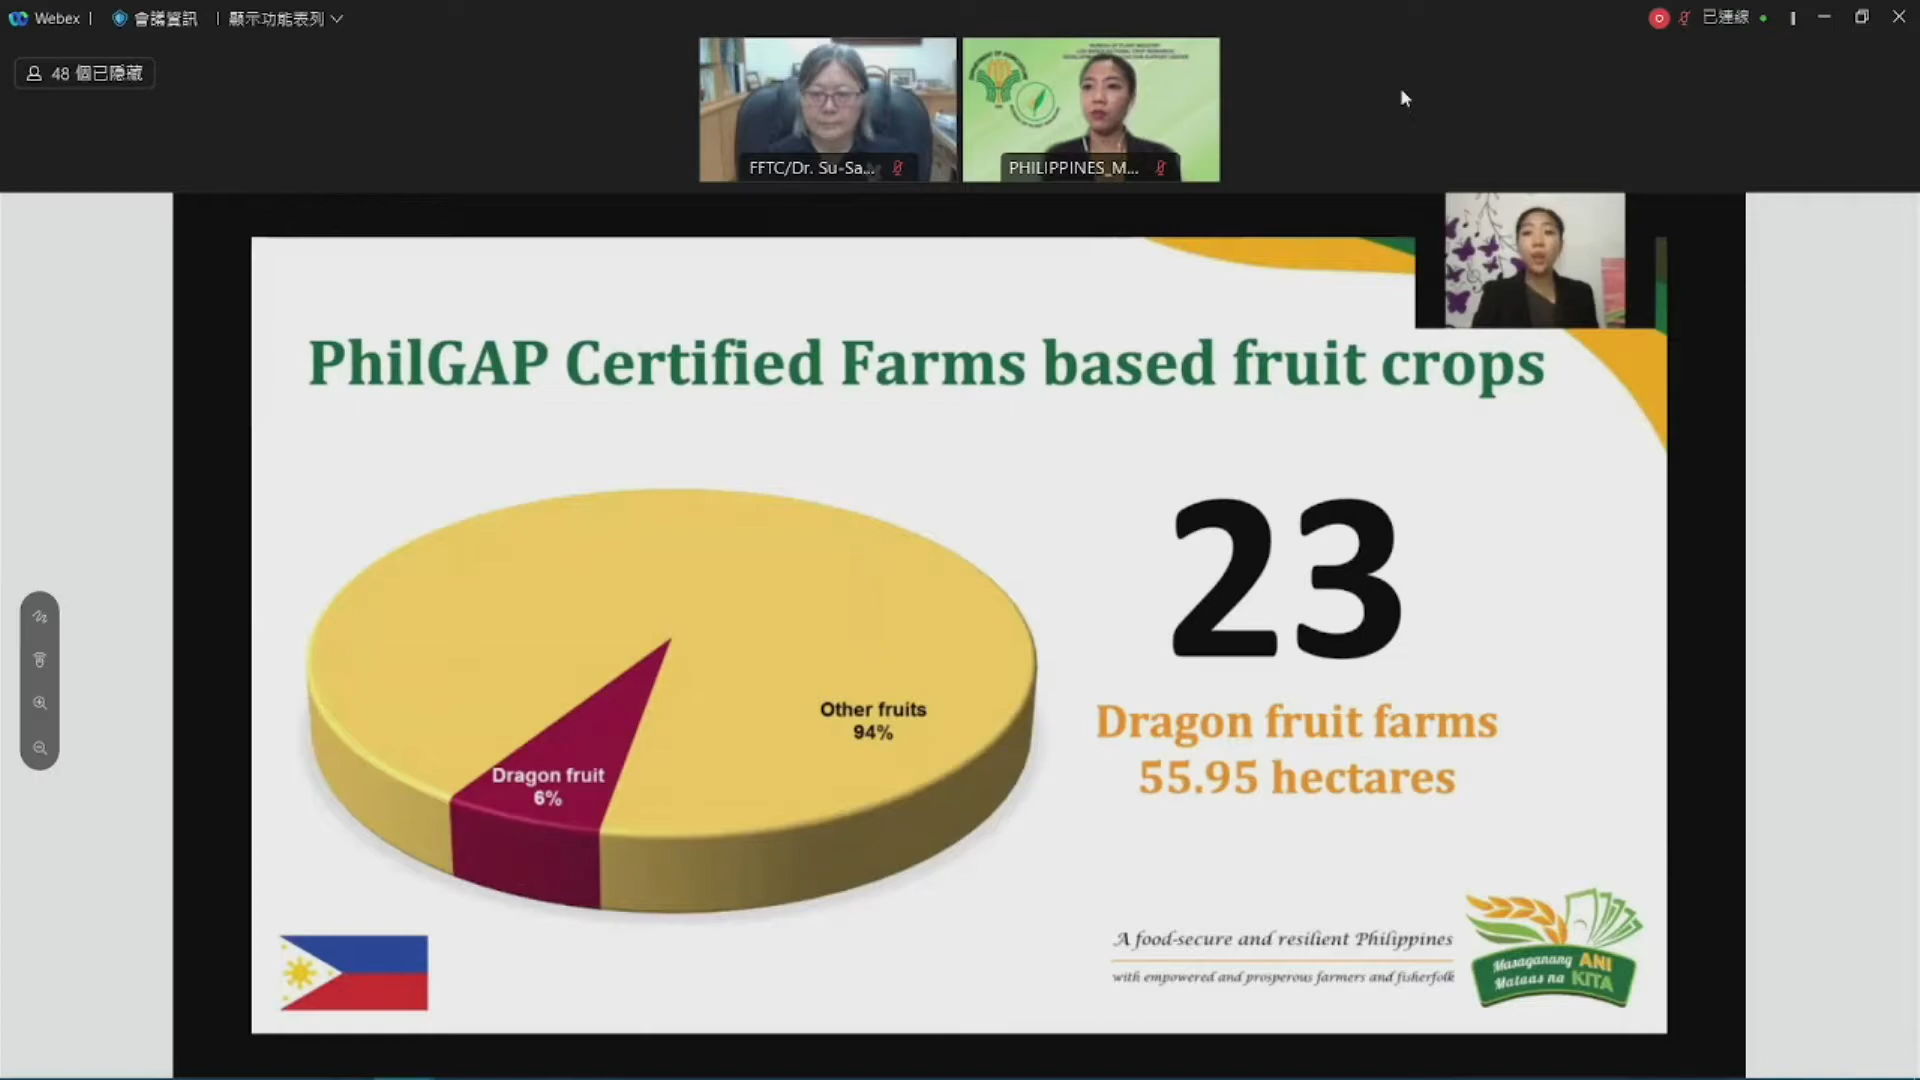 Webex
會議資訊
顯示功能表列
已連線
48 個已隱藏
FFTC/Dr. Su-Sa...
PHILIPPINES_M...
PhilGAP Certified Farms based fruit crops
Other fruits
94%
Dragon fruit
6%
23
Dragon fruit farms
55.95 hectares
A food-secure and resilient Philippines
with empowered and prosperous farmers and fisherfolk
Masaganang ANI
Mataas na KITA